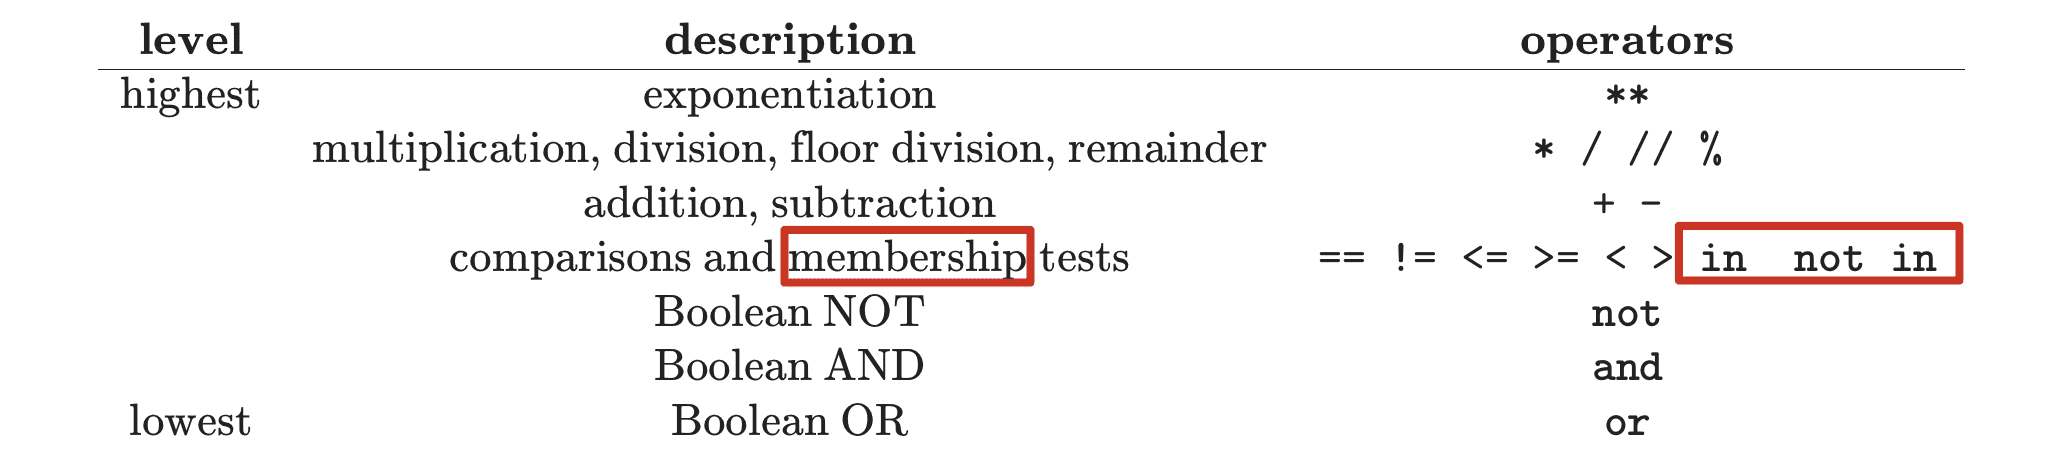 level description operators
highest exponentiation **
multiplication, division, floor division, remainder * / // %
addition, subtraction + -
comparisons and membership tests == != <= >= < > in not in
Boolean NOT not
Boolean AND and
lowest Boolean OR or